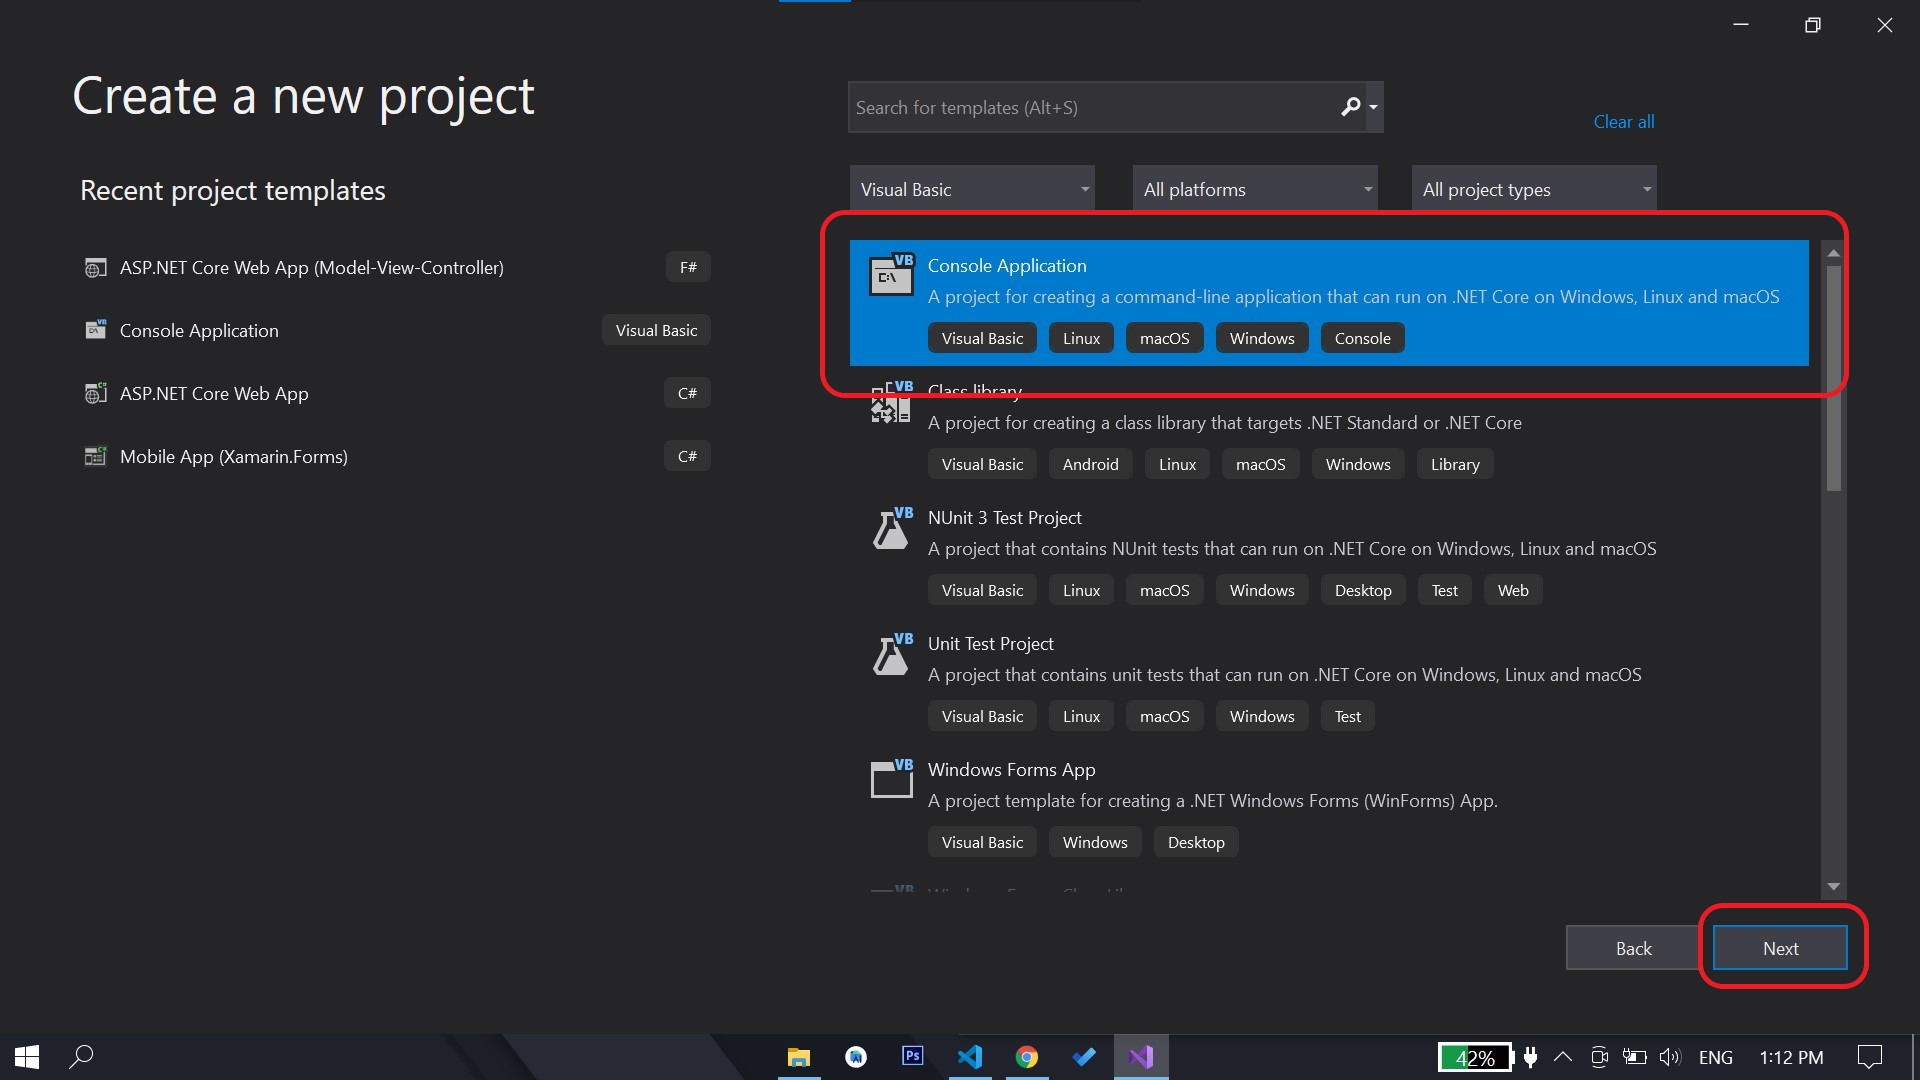 Create a new project
Search for templates (Alt+S)
Clear all
Recent project templates
Visual Basic
All platforms
All project types
ASP.NET Core Web App (Model-View-Controller)
F#
Console Application
Visual Basic
ASP.NET Core Web App
C#
Mobile App (Xamarin.Forms)
C#
VB
C:\
Console Application
A project for creating a command-line application that can run on .NET Core on Windows, Linux and macOS
Visual Basic Linux macOS Windows Console
VB
Class library
A project for creating a class library that targets .NET Standard or .NET Core
Visual Basic Android Linux macOS Windows Library
VB
NUnit 3 Test Project
A project that contains NUnit tests that can run on .NET Core on Windows, Linux and macOS
Visual Basic Linux macOS Windows Desktop Test Web
VB
Unit Test Project
A project that contains unit tests that can run on .NET Core on Windows, Linux and macOS
Visual Basic Linux macOS Windows Test
VB
Windows Forms App
A project template for creating a .NET Windows Forms (WinForms) App.
Visual Basic Windows Desktop
VB
Back
Next
Ps
42%
ENG
1:12 PM